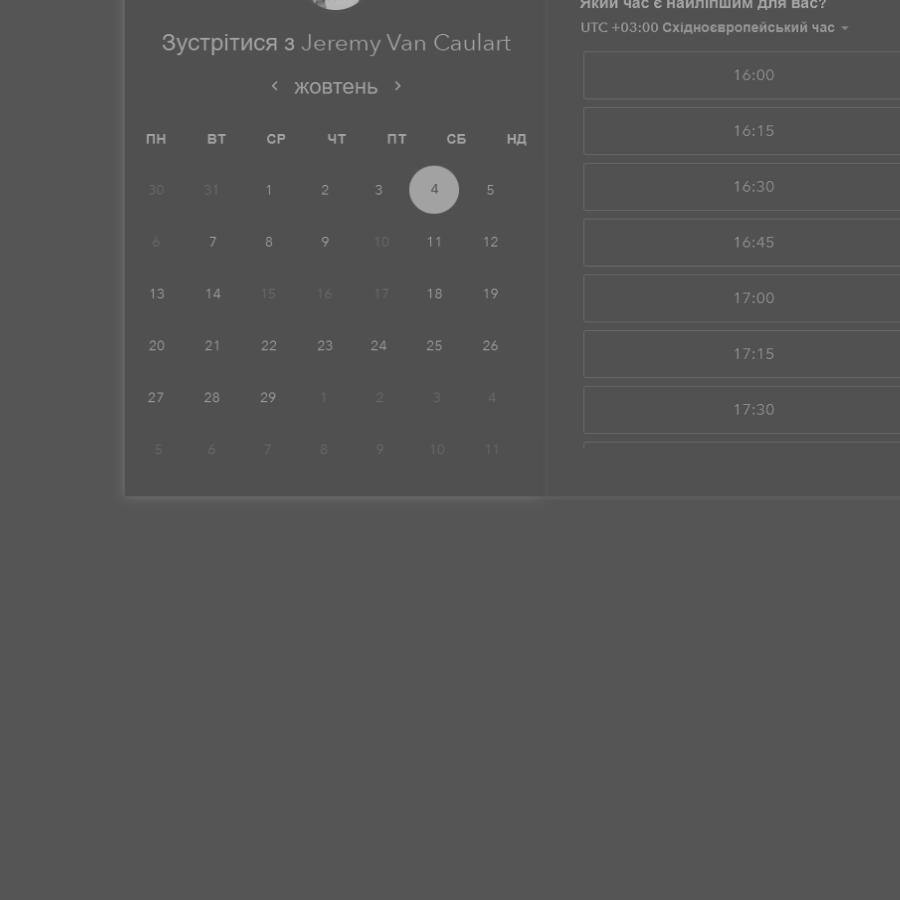 Зустрітися з Jeremy Van Caulart
жовтень
ПН ВТ СР ЧТ ПТ СБ НД
30 31 1 2 3 4 5
6 7 8 9 10 11 12
13 14 15 16 17 18 19
20 21 22 23 24 25 26
27 28 29 1 2 3 4
5 6 7 8 9 10 11
Який час є найліпшим для вас?
UTC +03:00 Східноєвропейський час
16:00
16:15
16:30
16:45
17:00
17:15
17:30